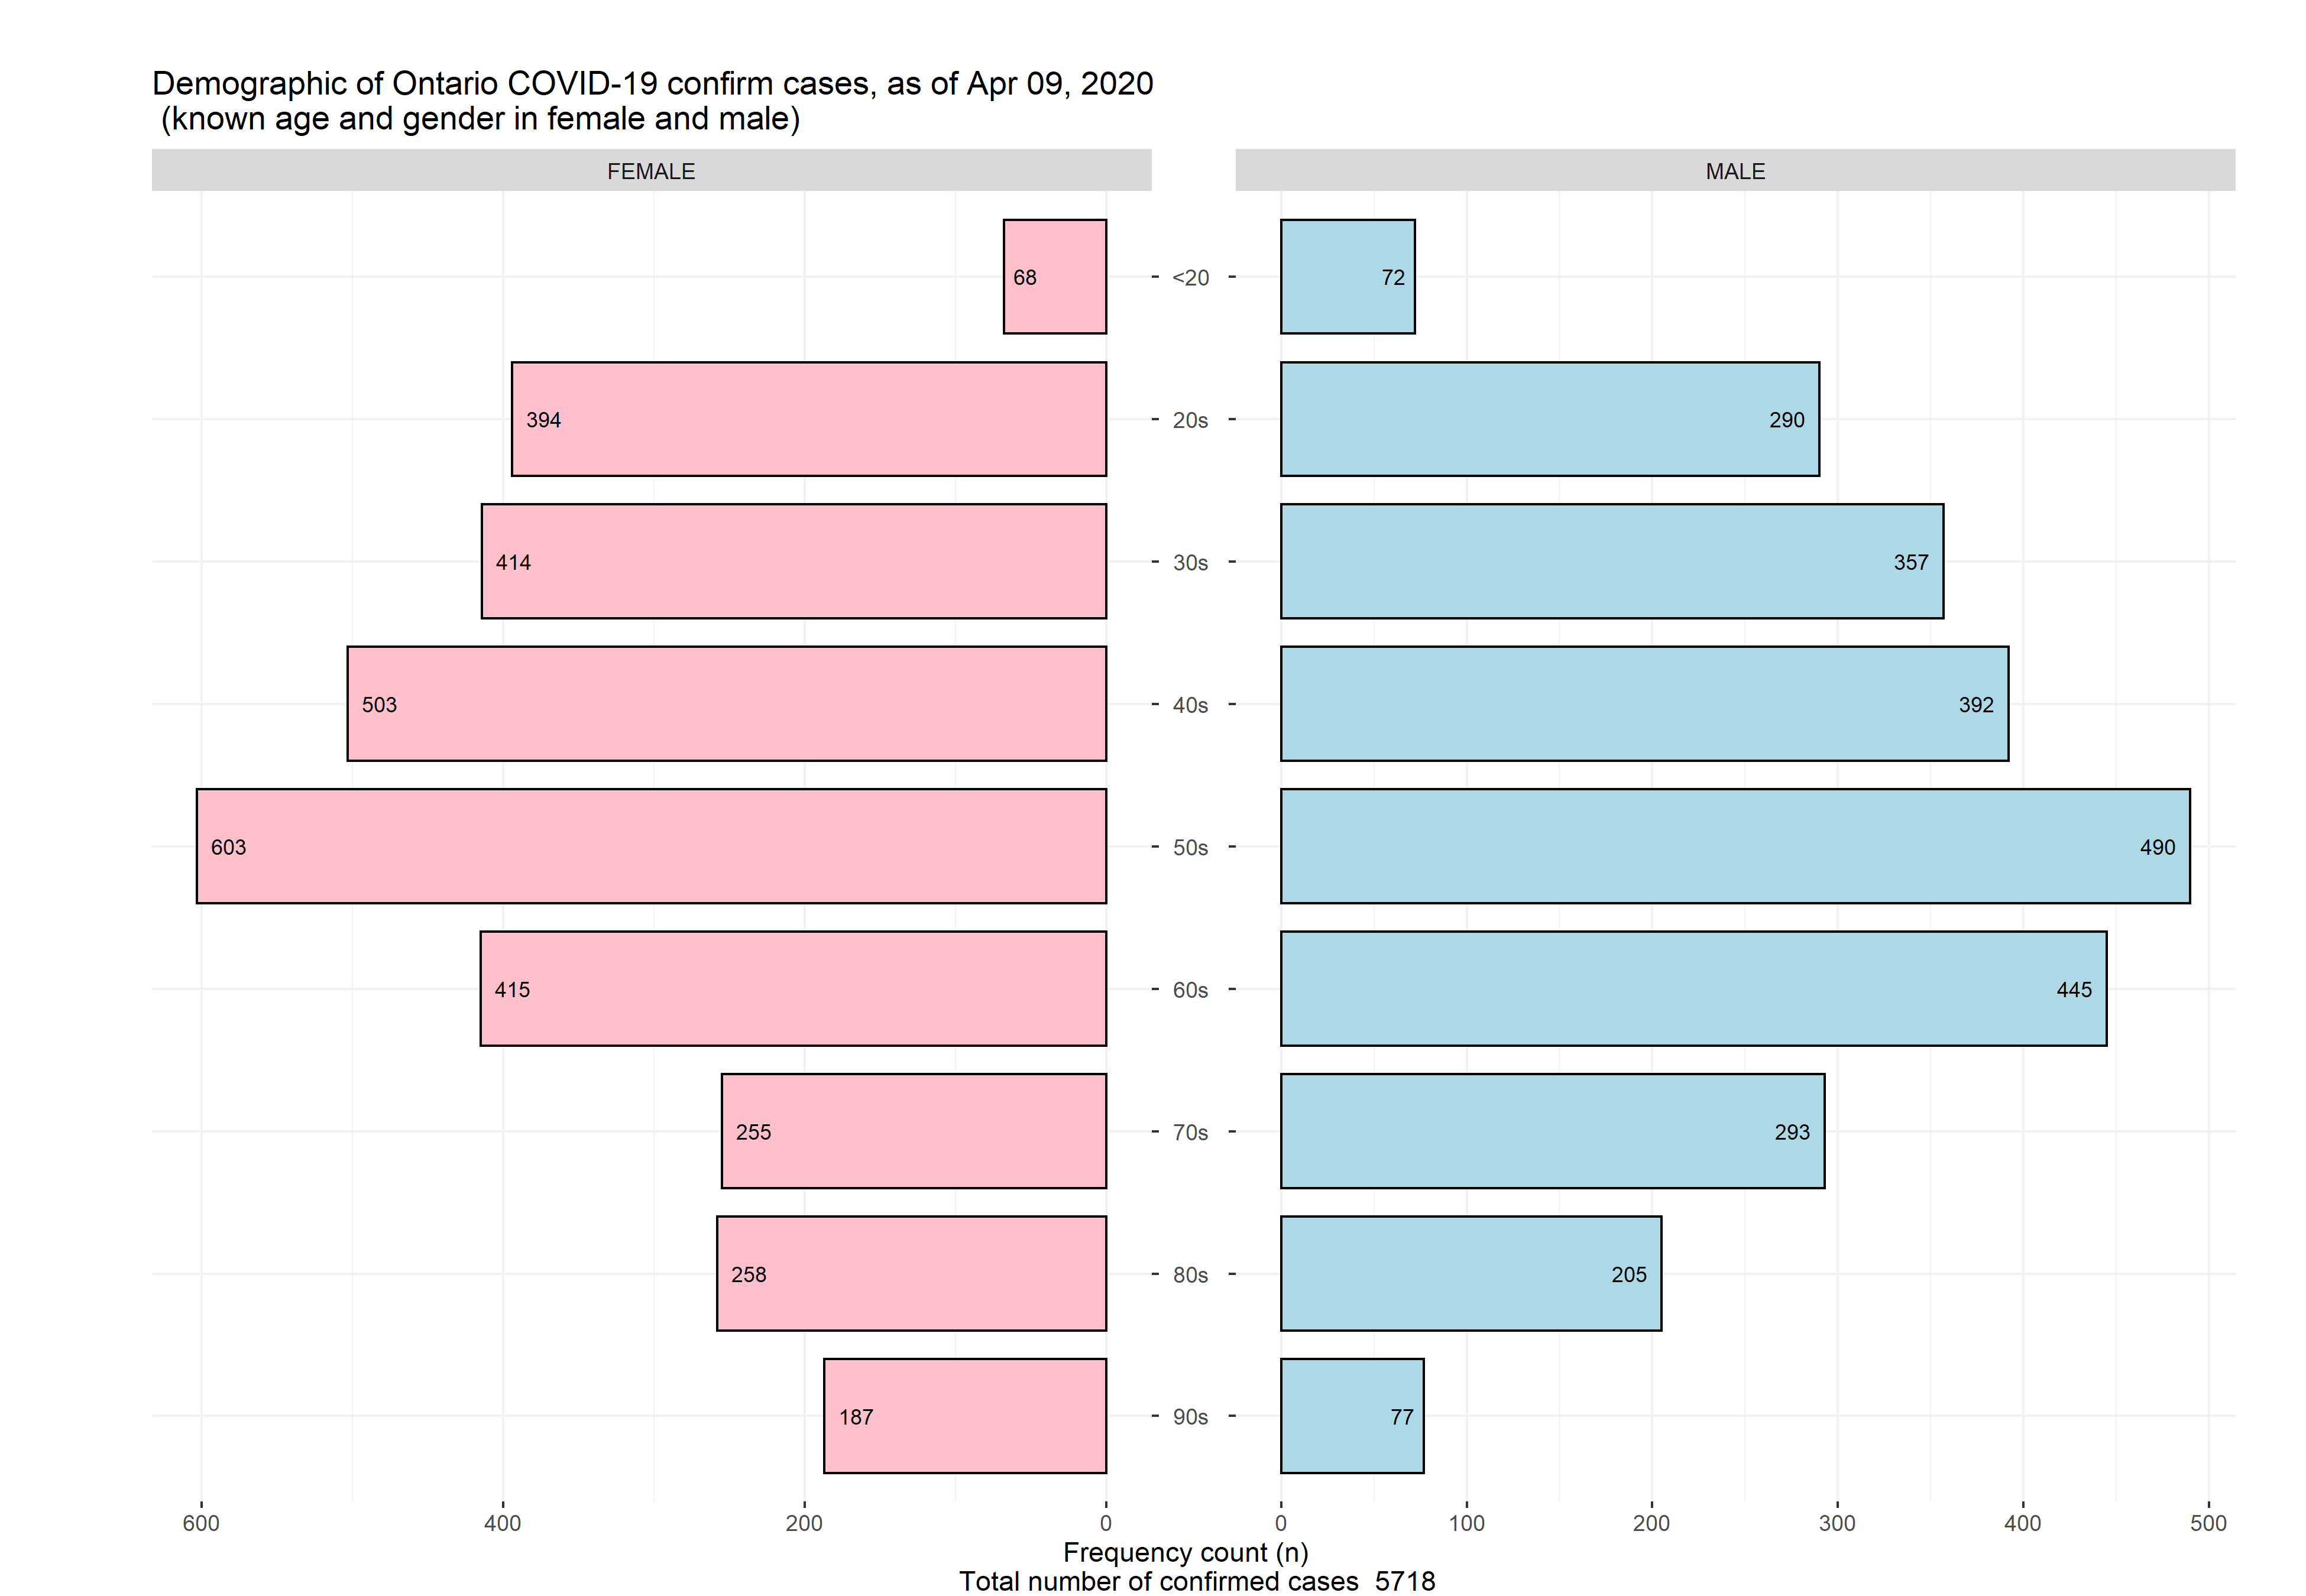 Demographic of Ontario COVID-19 confirm cases, as of Apr 09, 2020
(known age and gender in female and male)
FEMALE MALE
68 <20 72
394 20s 290
414 30s 357
503 40s 392
603 50s 490
415 60s 445
255 70s 293
258 80s 205
187 90s 77
600 400 200 0 0 100 200 300 400 500
Frequency count (n)
Total number of confirmed cases 5718